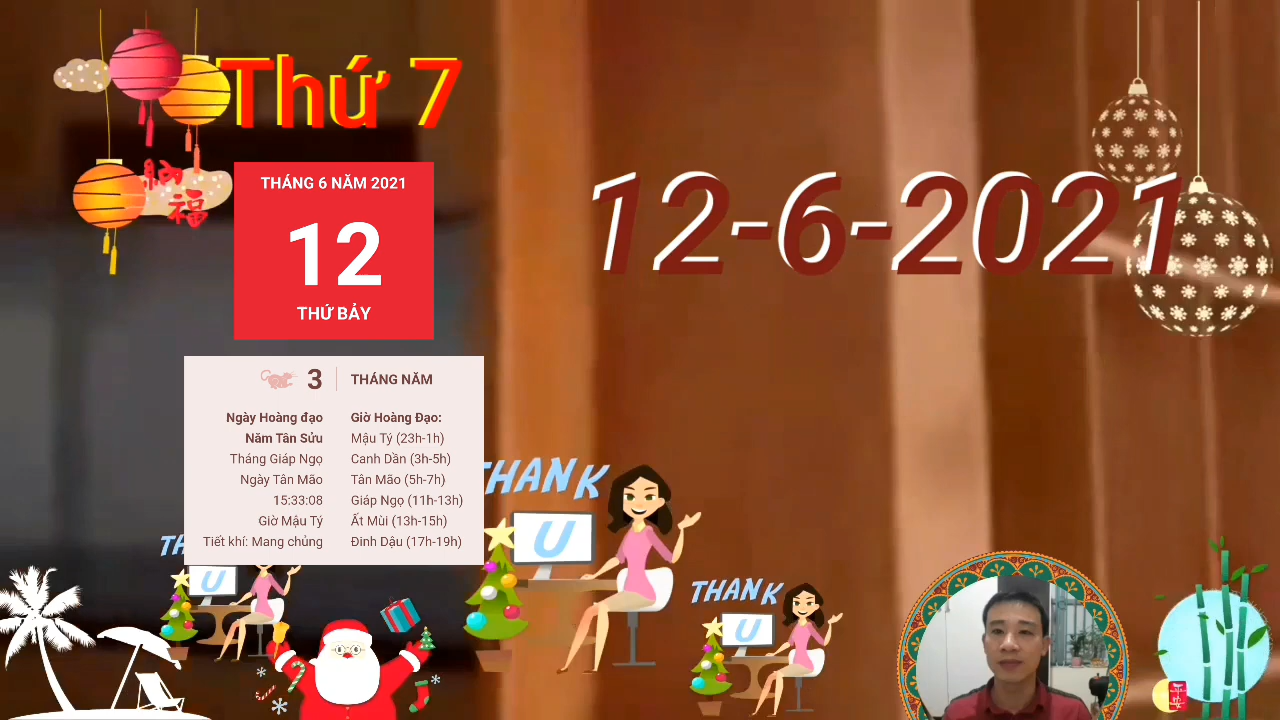 Thứ 7
纳
福
THÁNG 6 NĂM 2021
12
THỨ BẢY
12-6-2021
3 THÁNG NĂM
Ngày Hoàng đạo
Năm Tân Sửu
Tháng Giáp Ngọ
Ngày Tân Mão
15:33:08
Giờ Mậu Tý
Tiết khí: Mang chủng
Giờ Hoàng Đạo:
Mậu Tý (23h-1h)
Canh Dần (3h-5h)
Tân Mão (5h-7h)
Giáp Ngọ (11h-13h)
Ất Mùi (13h-15h)
Đinh Dậu (17h-19h)
THANK
U
TH
U
THANK
U